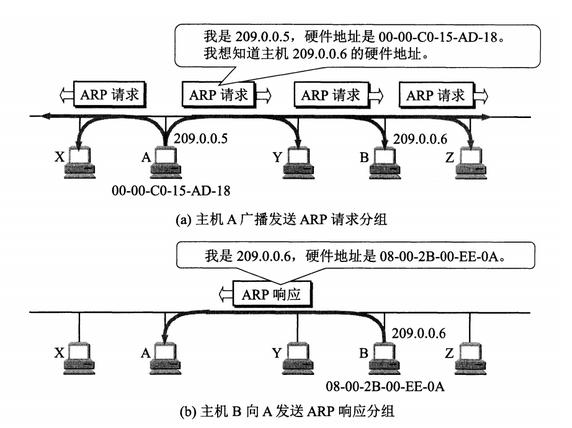 我是 209.0.0.5，硬件地址是 00-00-C0-15-AD-18。
我想知道主机 209.0.0.6 的硬件地址。
ARP 请求
ARP 请求
ARP 请求
ARP 请求
209.0.0.5
209.0.0.6
X
A
Y
B
Z
00-00-C0-15-AD-18
(a) 主机 A 广播发送 ARP 请求分组
我是 209.0.0.6，硬件地址是 08-00-2B-00-EE-0A。
ARP 响应
209.0.0.6
X
A
Y
B
Z
08-00-2B-00-EE-0A
(b) 主机 B 向 A 发送 ARP 响应分组